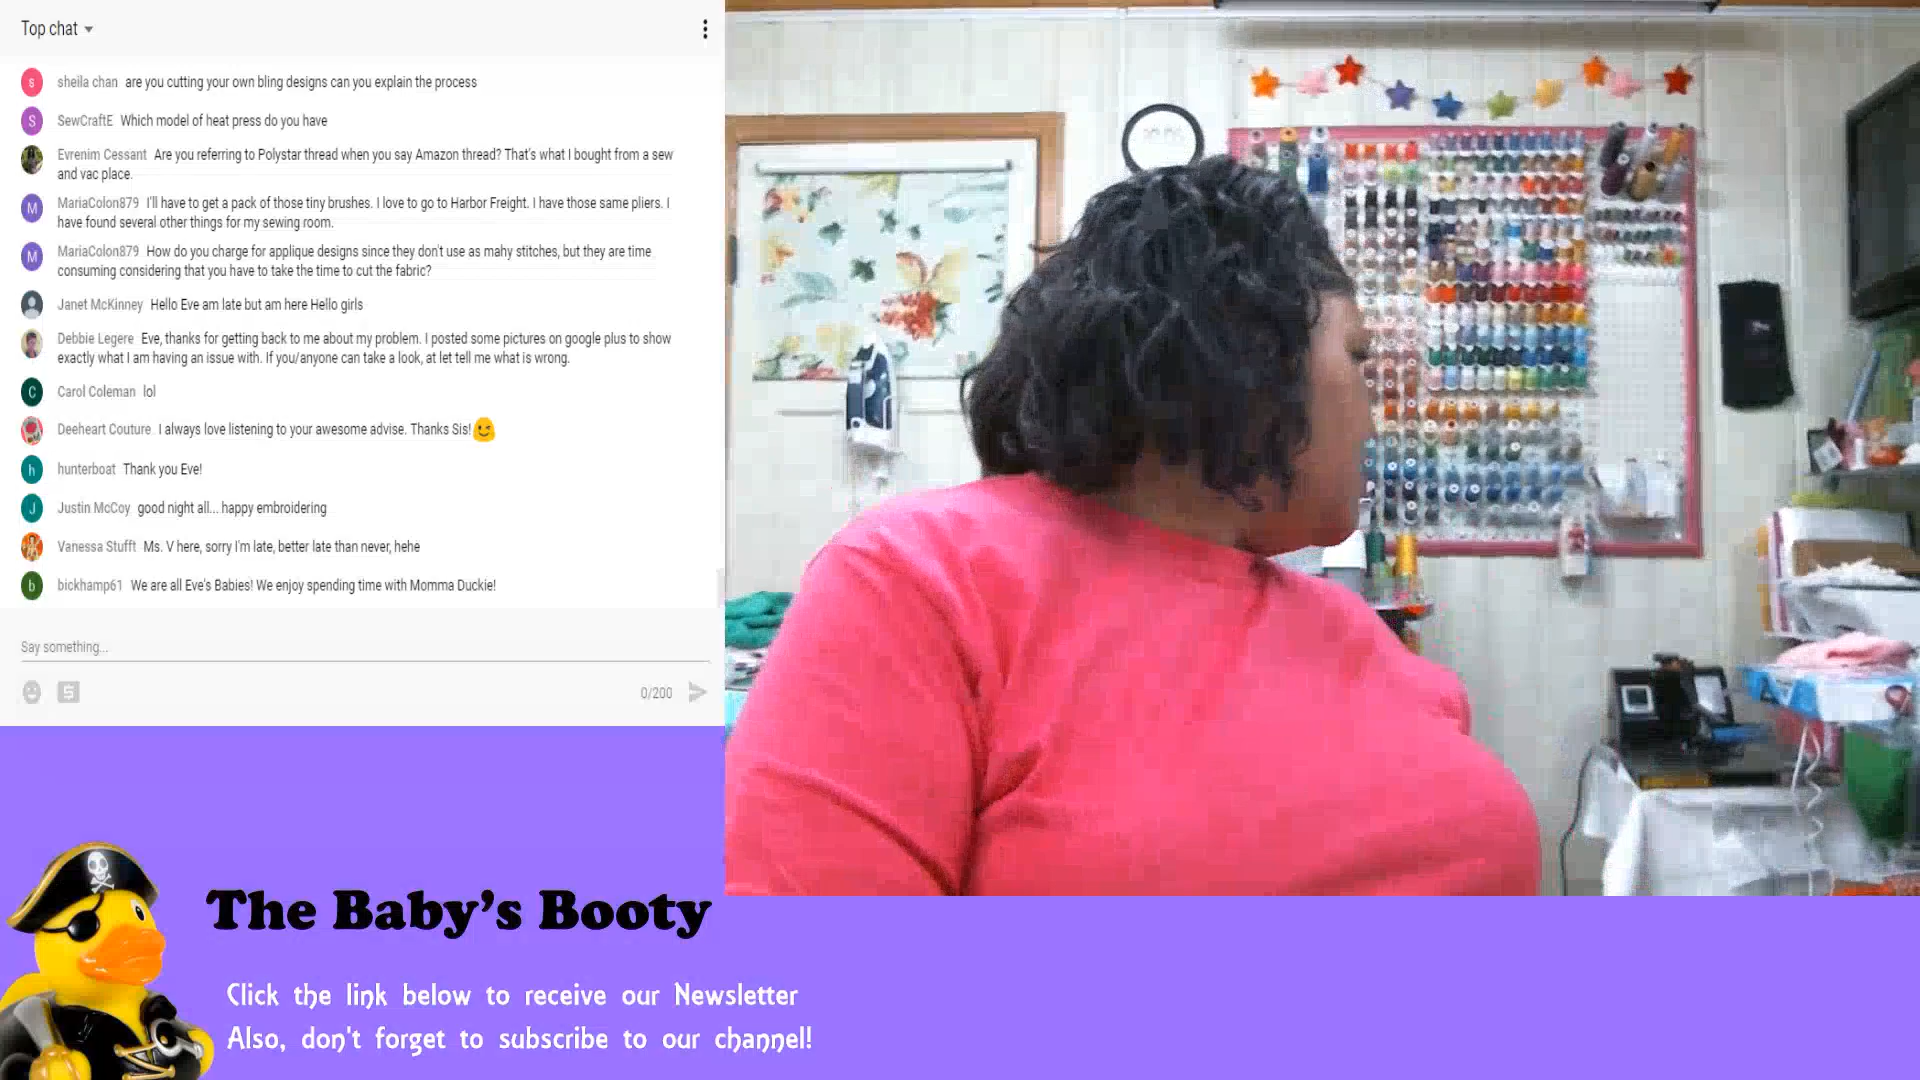 Top chat
sheila chan are you cutting your own bling designs can you explain the process
SewCraftE Which model of heat press do you have
Evrenim Cessant Are you referring to Polystar thread when you say Amazon thread? That's what I bought from a sew
and vac place.
MariaColon879 I'll have to get a pack of those tiny brushes. I love to go to Harbor Freight. I have those same pliers. I
have found several other things for my sewing room.
MariaColon879 How do you charge for applique designs since they don't use as mahy stitches, but they are time
consuming considering that you have to take the time to cut the fabric?
Janet McKinney Hello Eve am late but am here Hello girls
Debbie Legere Eve, thanks for getting back to me about my problem. I posted some pictures on google plus to show
exactly what I am having an issue with. If you/anyone can take a look, at let tell me what is wrong.
Carol Coleman lol
Deeheart Couture I always love listening to your awesome advise. Thanks Sis!
hunterboat Thank you Eve!
Justin McCoy good night all... happy embroidering
Vanessa Stufft Ms. V here, sorry I'm late, better late than never, hehe
bickhamp61 We are all Eve's Babies! We enjoy spending time with Momma Duckie!
Say something...
0/200
The Baby's Booty
Click the link below to receive our Newsletter
Also, don't forget to subscribe to our channel!